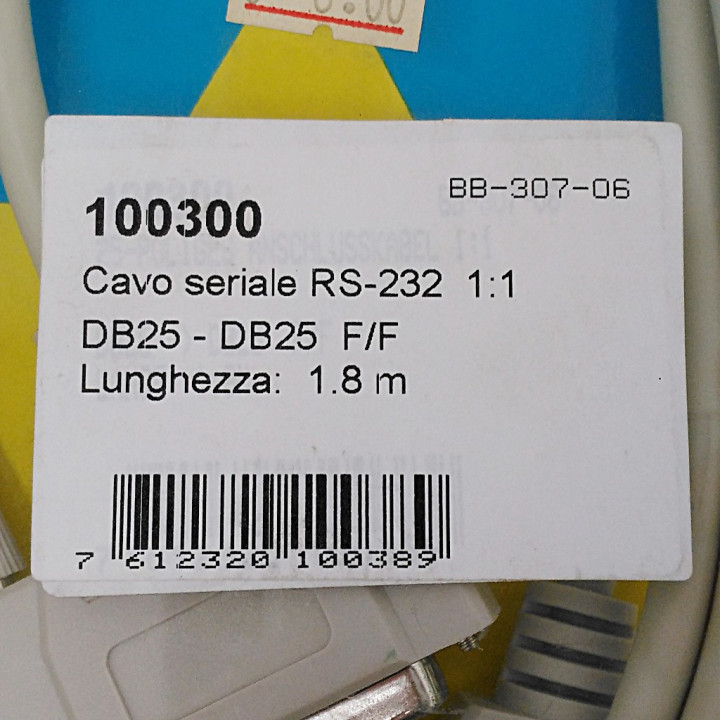 BB-307-06
100300
Cavo seriale RS-232 1:1
DB25 - DB25 F/F
Lunghezza: 1.8 m
7 612320 100389